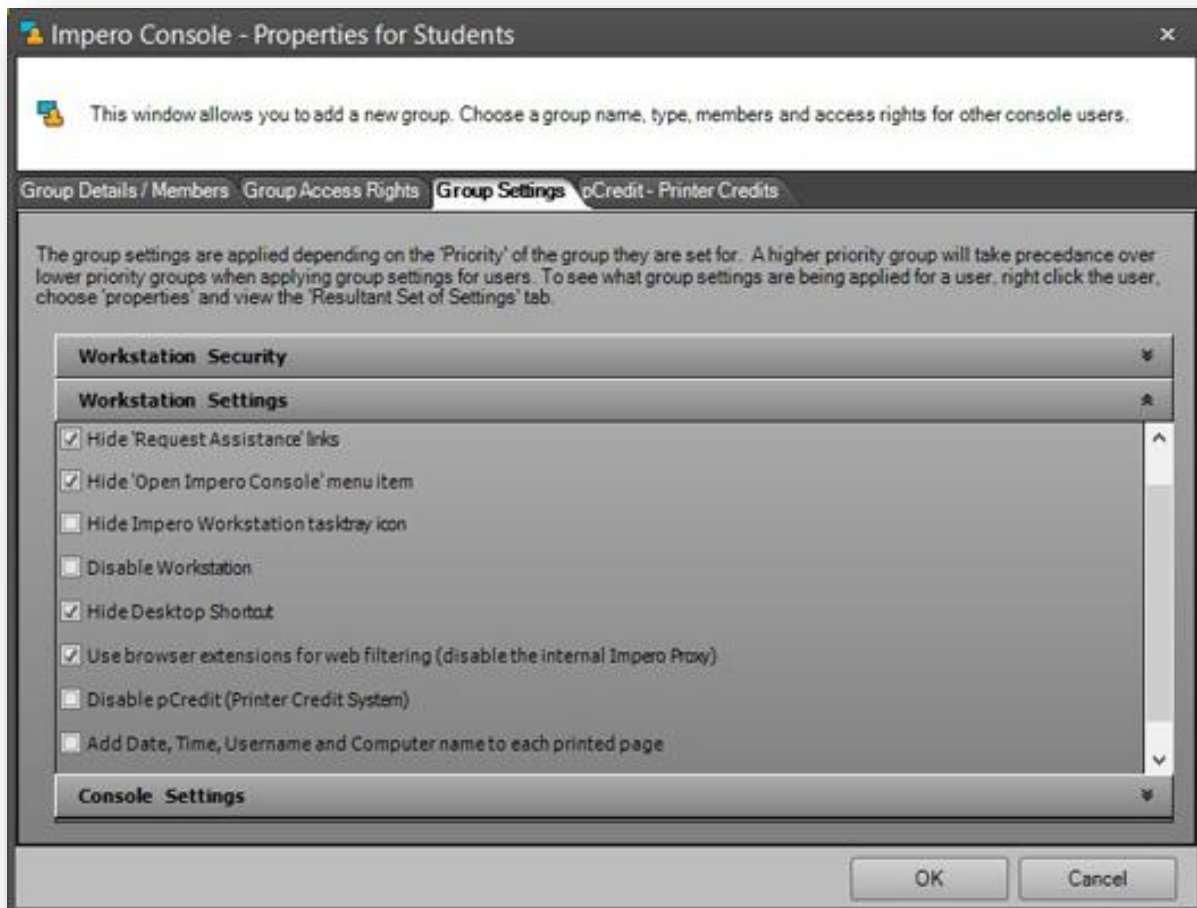 Impero Console - Properties for Students
This window allows you to add a new group. Choose a group name, type, members and access rights for other console users.
Group Details / Members Group Access Rights Group Settings pCredit - Printer Credits
The group settings are applied depending on the 'Priority' of the group they are set for. A higher priority group will take precedance over
lower priority groups when applying group settings for users. To see what group settings are being applied for a user, right click the user,
choose 'properties' and view the 'Resultant Set of Settings' tab.
Workstation Security
Workstation Settings
Hide 'Request Assistance' links
Hide 'Open Impero Console' menu item
Hide Impero Workstation tasktray icon
Disable Workstation
Hide Desktop Shortcut
Use browser extensions for web filtering (disable the internal Impero Proxy)
Disable pCredit (Printer Credit System)
Add Date, Time, Username and Computer name to each printed page
Console Settings
OK Cancel